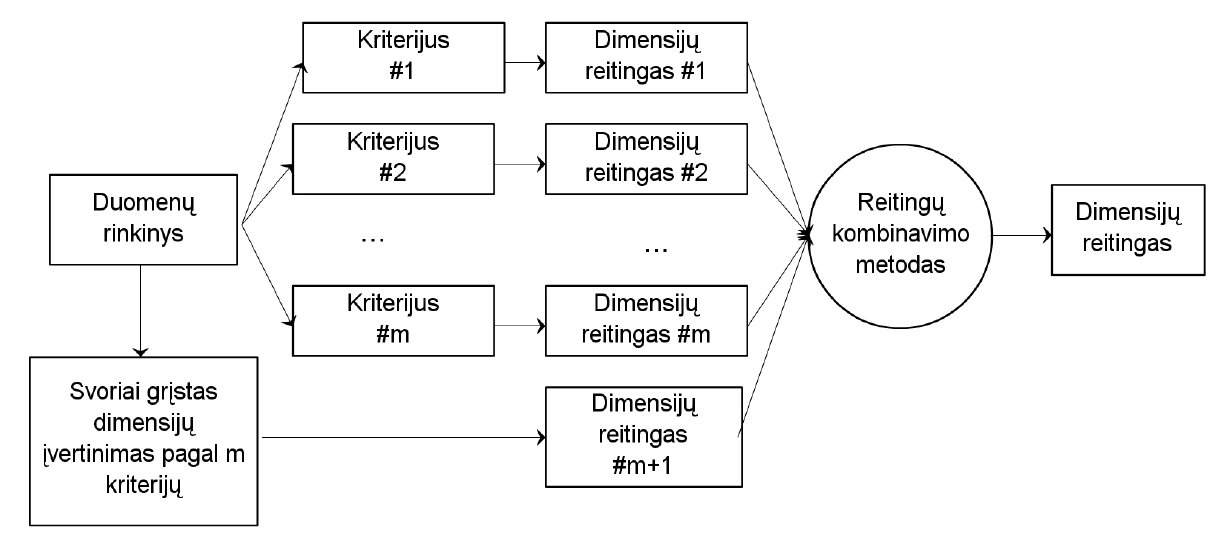 Kriterijus
#1
Dimensijų
reitingas #1
Kriterijus
#2
Dimensijų
reitingas #2
Duomenų
rinkinys
...
...
Kriterijus
#m
Dimensijų
reitingas #m
Svoriai grįstas
dimensijų
įvertinimas pagal m
kriterijų
Dimensijų
reitingas
#m+1
Reitingų
kombinavimo
metodas
Dimensijų
reitingas